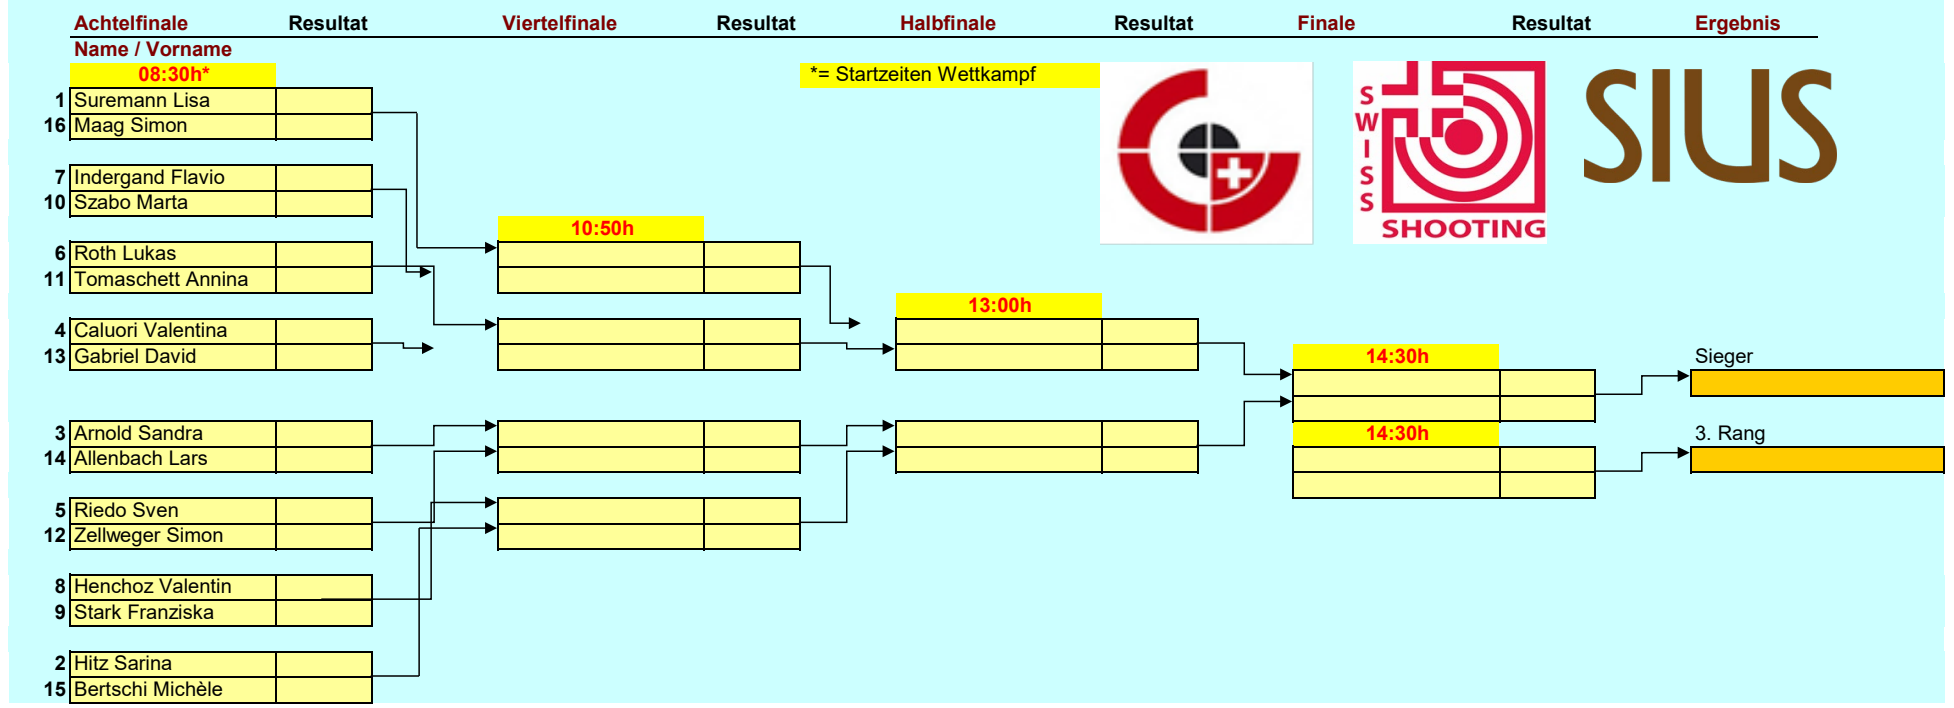 Achtelfinale Resultat Viertelfinale Resultat Halbfinale Resultat Finale Resultat Ergebnis
Name / Vorname
08:30h* *= Startzeiten Wettkampf
1 Suremann Lisa
16 Maag Simon
7 Indergand Flavio
10 Szabo Marta
10:50h
6 Roth Lukas
11 Tomaschett Annina
13:00h
4 Caluori Valentina
13 Gabriel David
14:30h Sieger
3 Arnold Sandra
14:30h 3. Rang
14 Allenbach Lars
5 Riedo Sven
12 Zellweger Simon
8 Henchoz Valentin
9 Stark Franziska
2 Hitz Sarina
15 Bertschi Michèle
SWISS
SHOOTING
SIUS